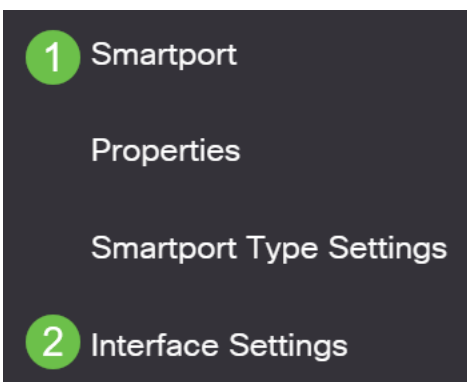 1 Smartport
Properties
Smartport Type Settings
2 Interface Settings